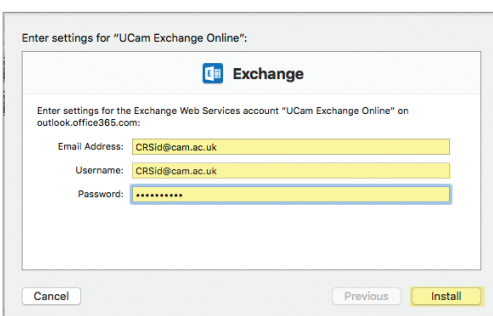 Enter settings for “UCam Exchange Online”:
Exchange
Enter settings for the Exchange Web Services account “UCam Exchange Online” on
outlook.office365.com:
Email Address: CRSid@cam.ac.uk
Username: CRSid@cam.ac.uk
Password: ••••••••••
Cancel Previous Install